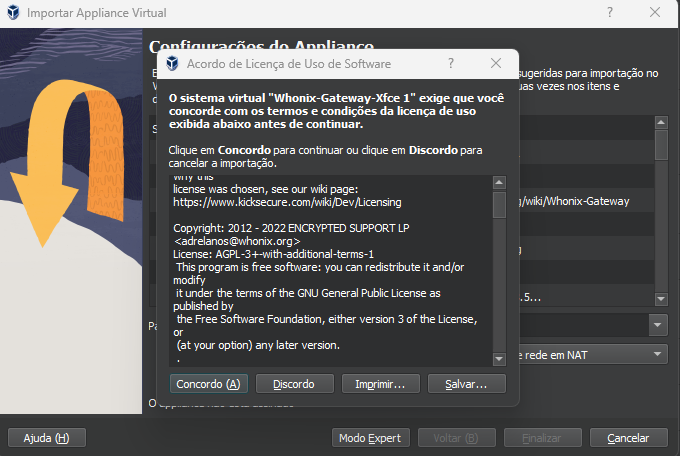 Importar Appliance Virtual
Configurações do Appliance
Acordo de Licença de Uso de Software
sugeridas para importação no
uas vezes nos itens e
O sistema virtual "Whonix-Gateway-Xfce 1" exige que você
concorde com os termos e condições da licença de uso
exibida abaixo antes de continuar.
Clique em Concordo para continuar ou clique em Discordo para
cancelar a importação.
why this
license was chosen, see our wiki page:
https://www.kicksecure.com/wiki/Dev/Licensing
g/wiki/Whonix-Gateway
Copyright: 2012 - 2022 ENCRYPTED SUPPORT LP
<adrelanos@whonix.org>
License: AGPL-3+-with-additional-terms-1
This program is free software: you can redistribute it and/or
modify
it under the terms of the GNU General Public License as
published by
the Free Software Foundation, either version 3 of the License,
or
(at your option) any later version.
.
.5...
Pa
e rede em NAT
Concordo (A)
Discordo
Imprimir...
Salvar...
Ajuda (H)
Modo Expert
Voltar (B)
Finalizar
Cancelar